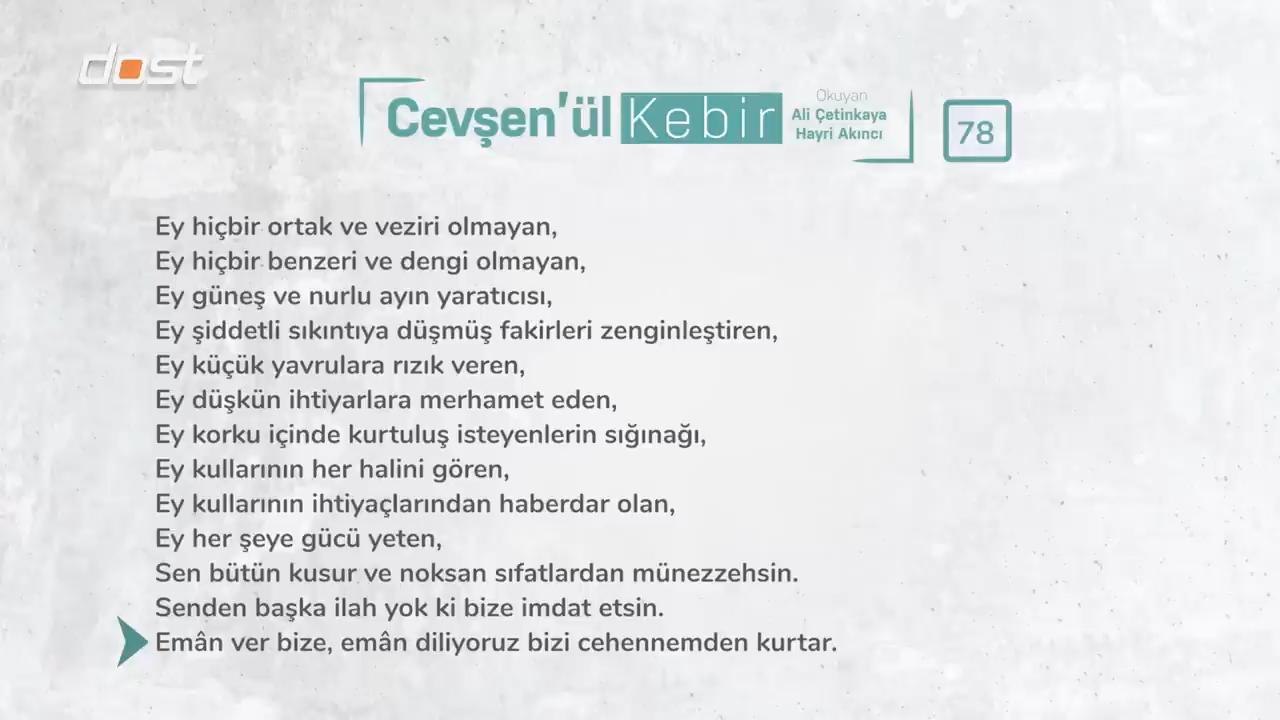 dost
Cevşen'ül Kebir
Okuyan
Ali Çetinkaya
Hayri Akıncı
78
Ey hiçbir ortak ve veziri olmayan,
Ey hiçbir benzeri ve dengi olmayan,
Ey güneş ve nurlu ayın yaratıcısı,
Ey şiddetli sıkıntıya düşmüş fakirleri zenginleştiren,
Ey küçük yavrulara rızık veren,
Ey düşkün ihtiyarlara merhamet eden,
Ey korku içinde kurtuluş isteyenlerin sığınağı,
Ey kullarının her halini gören,
Ey kullarının ihtiyaçlarından haberdar olan,
Ey her şeye gücü yeten,
Sen bütün kusur ve noksan sıfatlardan münezzehsin.
Senden başka ilah yok ki bize imdat etsin.
Emân ver bize, emân diliyoruz bizi cehennemden kurtar.